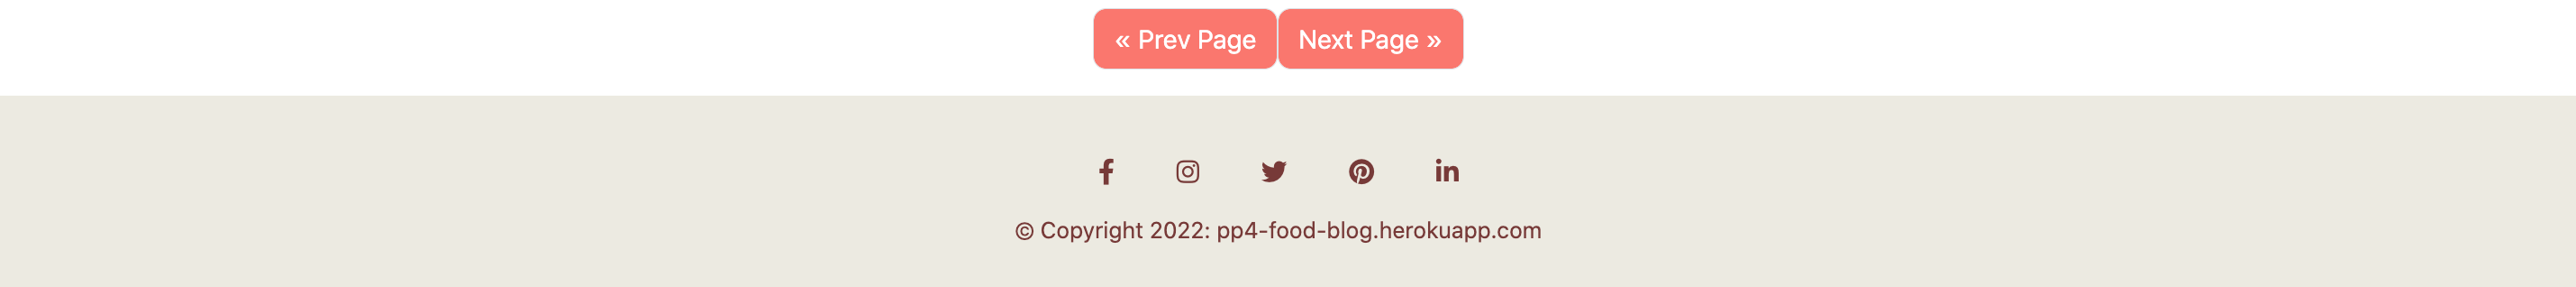 « Prev Page Next Page »
© Copyright 2022: pp4-food-blog.herokuapp.com